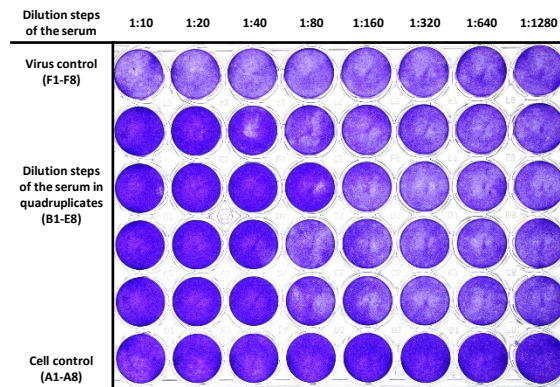 Dilution steps
of the serum
1:10 1:20 1:40 1:80 1:160 1:320 1:640 1:1280
Virus control
(F1-F8)
Dilution steps
of the serum in
quadruplicates
(B1-E8)
Cell control
(A1-A8)